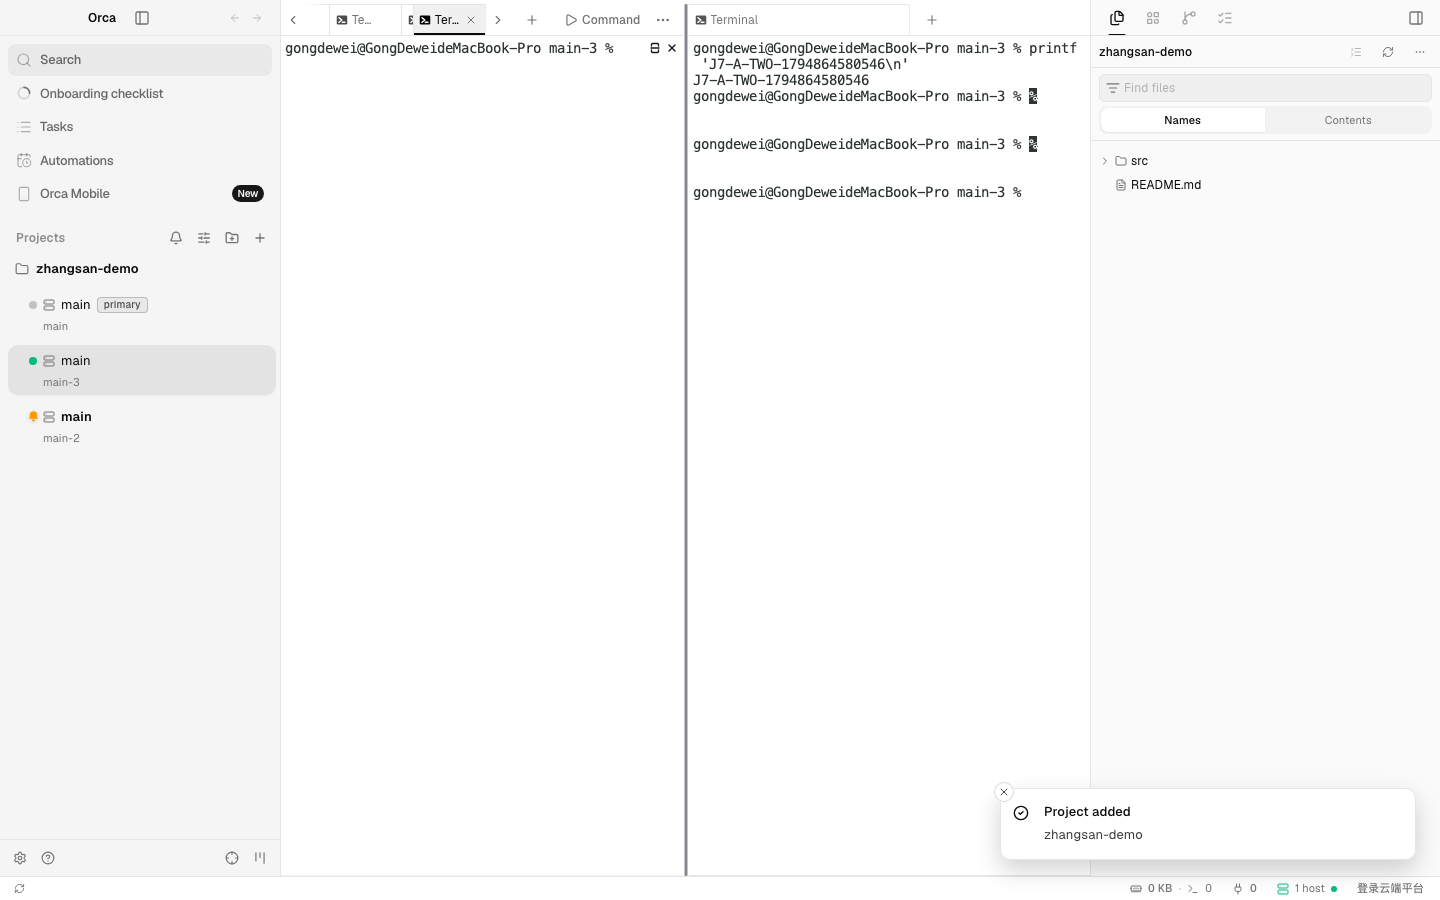 Orca
Search
Onboarding checklist
Tasks
Automations
Orca Mobile
New
Projects
zhangsan-demo
main
primary
main
main
main-3
main
main-2
Te...
Ter...
Command
gongdewei@GongDeweideMacBook-Pro main-3 %
Terminal
gongdewei@GongDeweideMacBook-Pro main-3 % printf
'J7-A-TWO-1794864580546\n'
J7-A-TWO-1794864580546
gongdewei@GongDeweideMacBook-Pro main-3 % %
gongdewei@GongDeweideMacBook-Pro main-3 % %
gongdewei@GongDeweideMacBook-Pro main-3 %
zhangsan-demo
Find files
Names
Contents
src
README.md
Project added
zhangsan-demo
0 KB · 0
0
1 host
登录云端平台